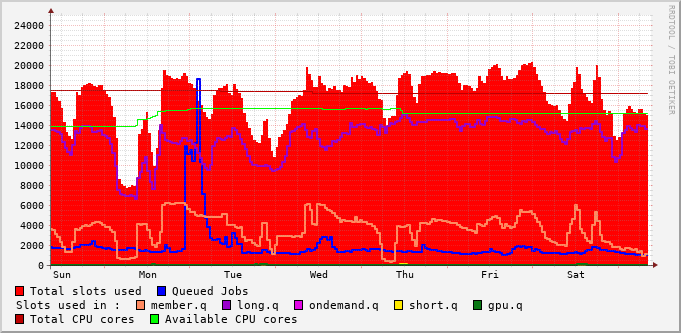 24000
22000
20000
18000
16000
14000
12000
10000
8000
6000
4000
2000
0
Sun Mon Tue Wed Thu Fri Sat
RRDTOOL / TOBI OETIKER
Total slots used Queued Jobs
Slots used in : member.q long.q ondemand.q short.q gpu.q
Total CPU cores Available CPU cores